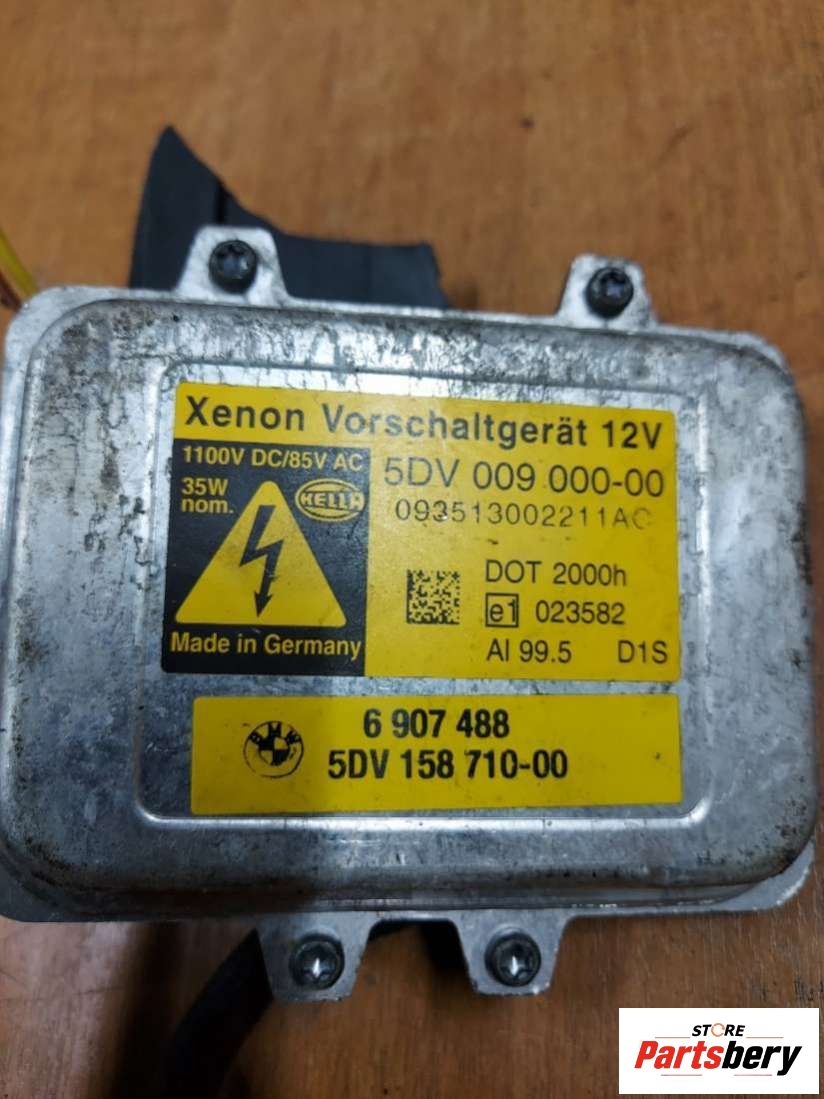 Xenon Vorschaltgerät 12V
1100V DC/85V AC
35W
nom.
HELLA
Made in Germany
5DV 009 000-00
093513002211AC
DOT 2000h
e1 023582
Al 99.5 D1S
BMW
6 907 488
5DV 158 710-00
STORE
Partsbery